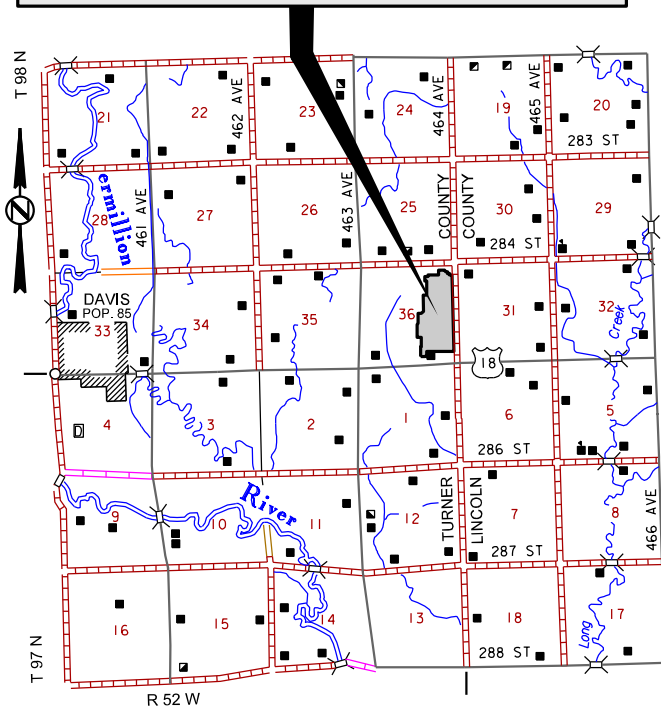 T 98 N
21
22
462 AVE
23
24
464 AVE
19
465 AVE
20
283 ST
N
ermillion
28
461 AVE
27
26
463 AVE
25
COUNTY
COUNTY
30
284 ST
29
DAVIS
POP. 85
33
34
35
36
31
32
Creek
18
4
3
2
1
6
5
286 ST
River
9
10
11
12
TURNER
LINCOLN
7
287 ST
8
466 AVE
16
15
14
13
18
288 ST
Long
17
T 97 N
R 52 W